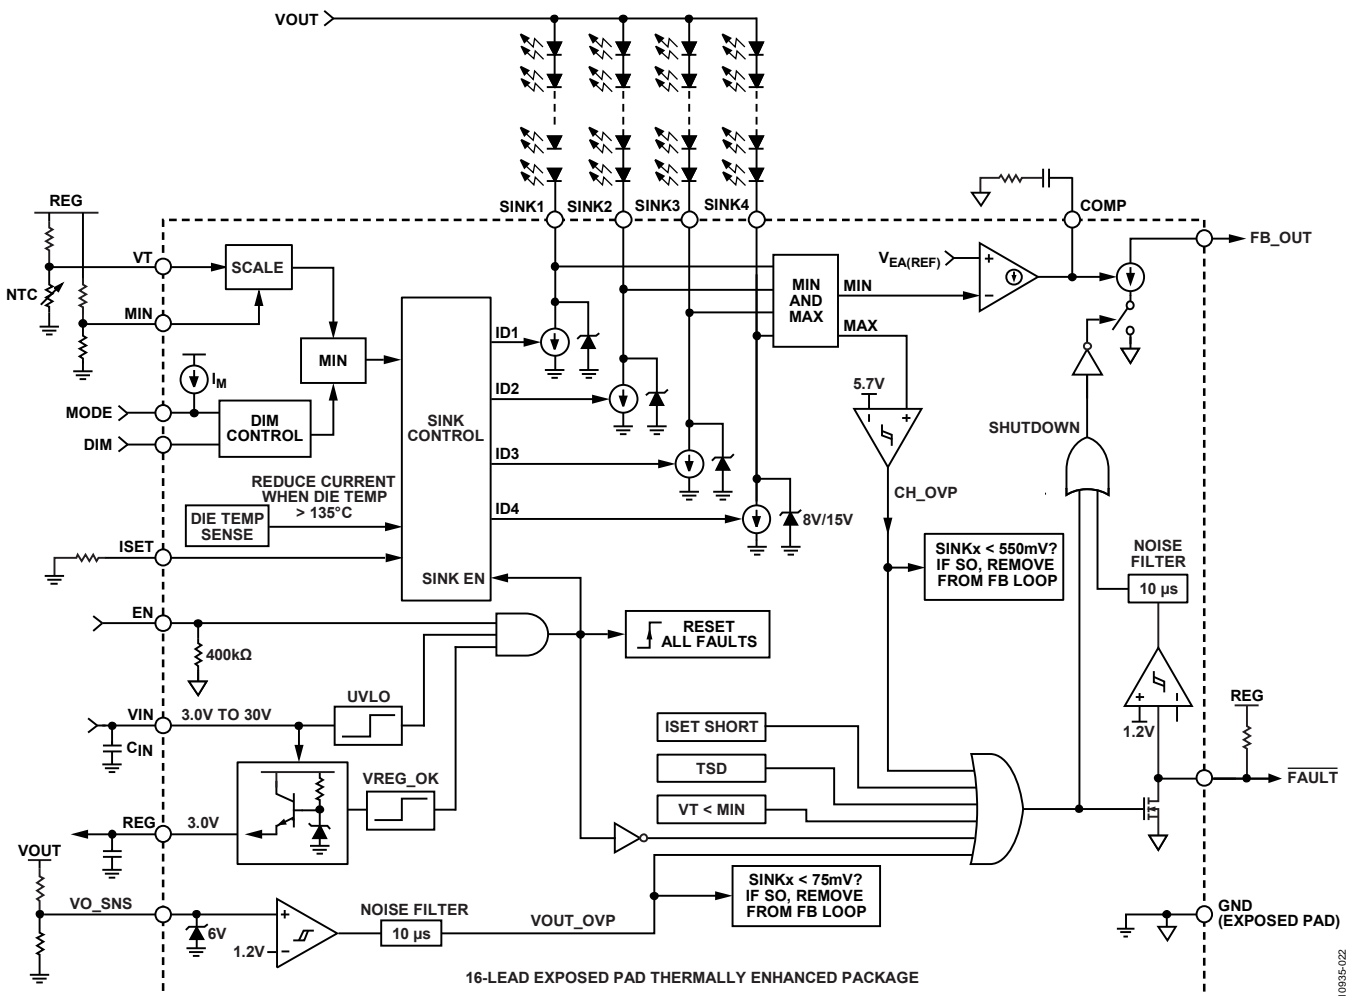 VOUT
SINK1
SINK2
SINK3
SINK4
COMP
REG
VT
SCALE
NTC
MIN
MIN
IM
MODE
DIM
CONTROL
DIM
SINK
CONTROL
ID1
ID2
ID3
ID4
MIN
AND
MAX
MIN
MAX
VEA(REF)
+
–
FB_OUT
5.7V
–
+
SHUTDOWN
CH_OVP
REDUCE CURRENT
WHEN DIE TEMP
> 135°C
DIE TEMP
SENSE
8V/15V
ISET
SINK EN
SINKx < 550mV?
IF SO, REMOVE
FROM FB LOOP
NOISE
FILTER
10 µs
EN
400kΩ
RESET
ALL FAULTS
VIN
3.0V TO 30V
UVLO
CIN
VREG_OK
ISET SHORT
TSD
VT < MIN
+
–
1.2V
REG
FAULT
REG
3.0V
VOUT
VO_SNS
6V
+
1.2V
–
NOISE FILTER
10 µs
VOUT_OVP
SINKx < 75mV?
IF SO, REMOVE
FROM FB LOOP
GND
(EXPOSED PAD)
16-LEAD EXPOSED PAD THERMALLY ENHANCED PACKAGE
10935-022